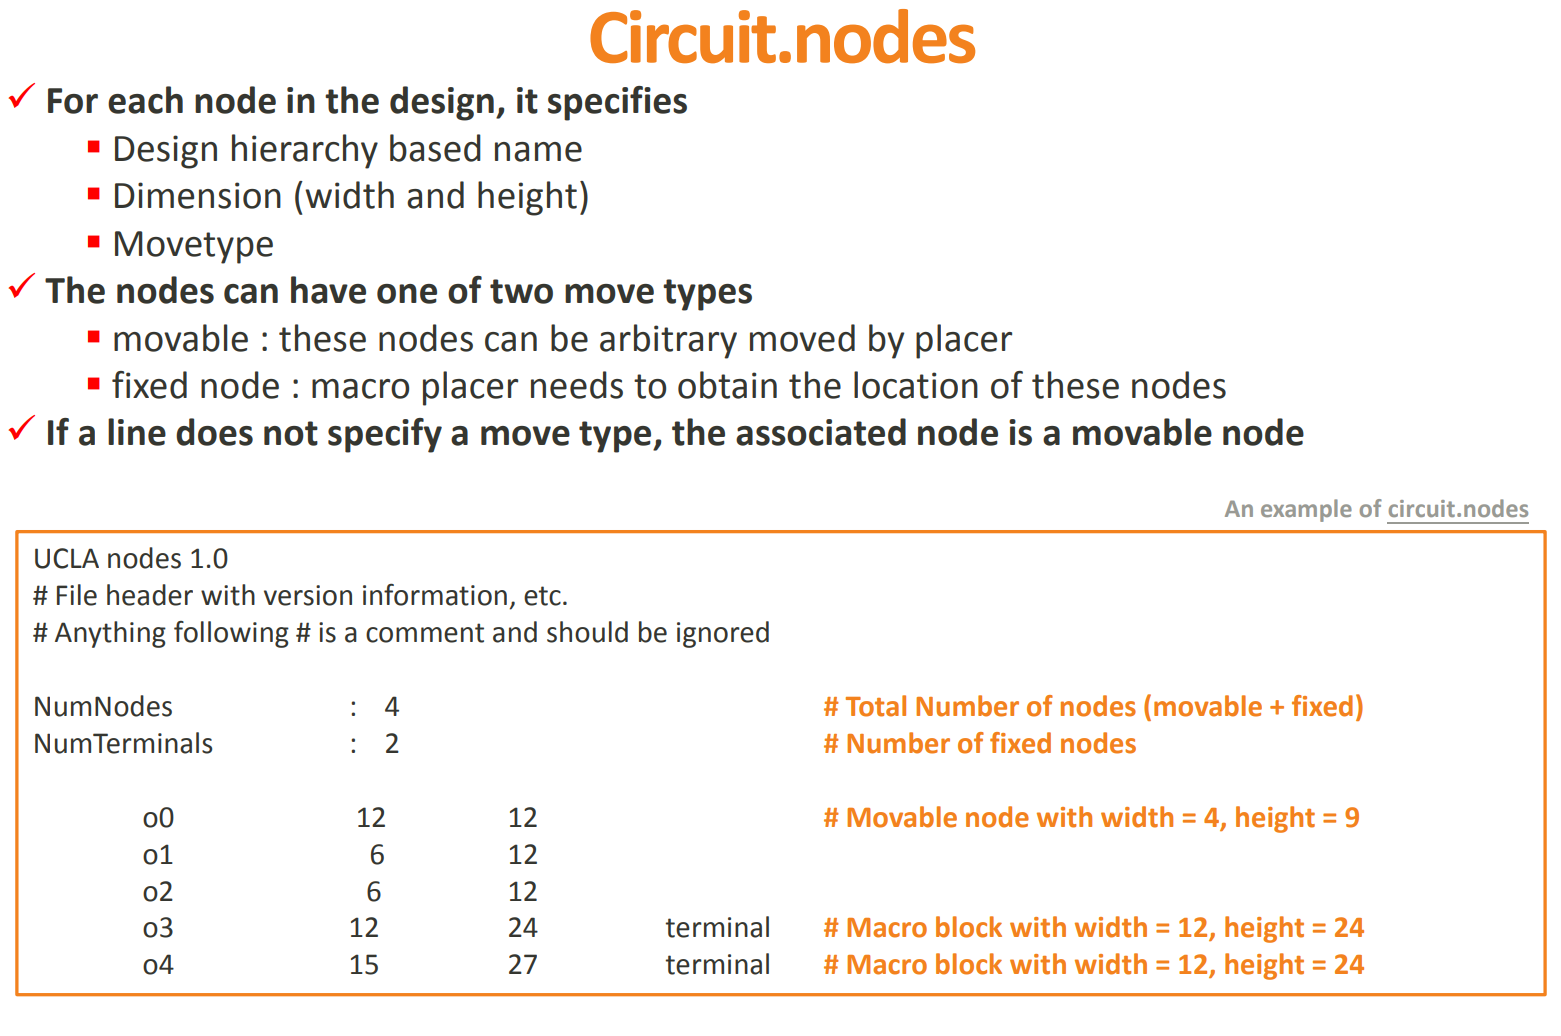 Circuit.nodes
For each node in the design, it specifies
Design hierarchy based name
Dimension (width and height)
Movetype
The nodes can have one of two move types
movable : these nodes can be arbitrary moved by placer
fixed node : macro placer needs to obtain the location of these nodes
If a line does not specify a move type, the associated node is a movable node
An example of circuit.nodes
UCLA nodes 1.0
# File header with version information, etc.
# Anything following # is a comment and should be ignored
NumNodes : 4 # Total Number of nodes (movable + fixed)
NumTerminals : 2 # Number of fixed nodes
o0 12 12 # Movable node with width = 4, height = 9
o1 6 12
o2 6 12
o3 12 24 terminal # Macro block with width = 12, height = 24
o4 15 27 terminal # Macro block with width = 12, height = 24